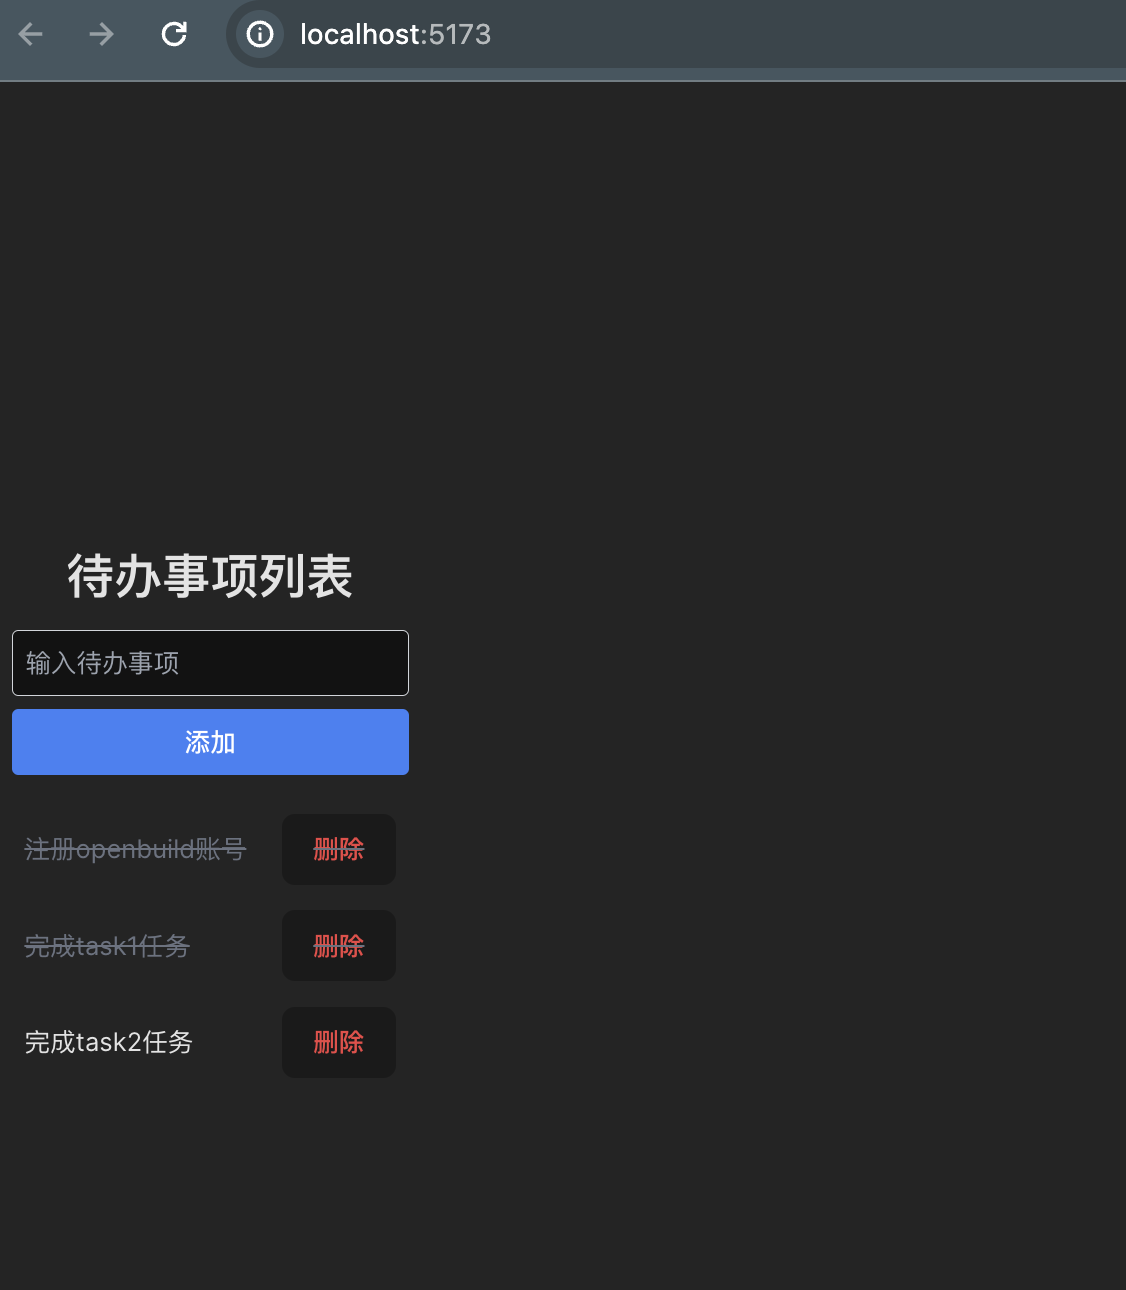 localhost:5173
待办事项列表
输入待办事项
添加
注册openbuild账号 删除
完成task1任务 删除
完成task2任务 删除